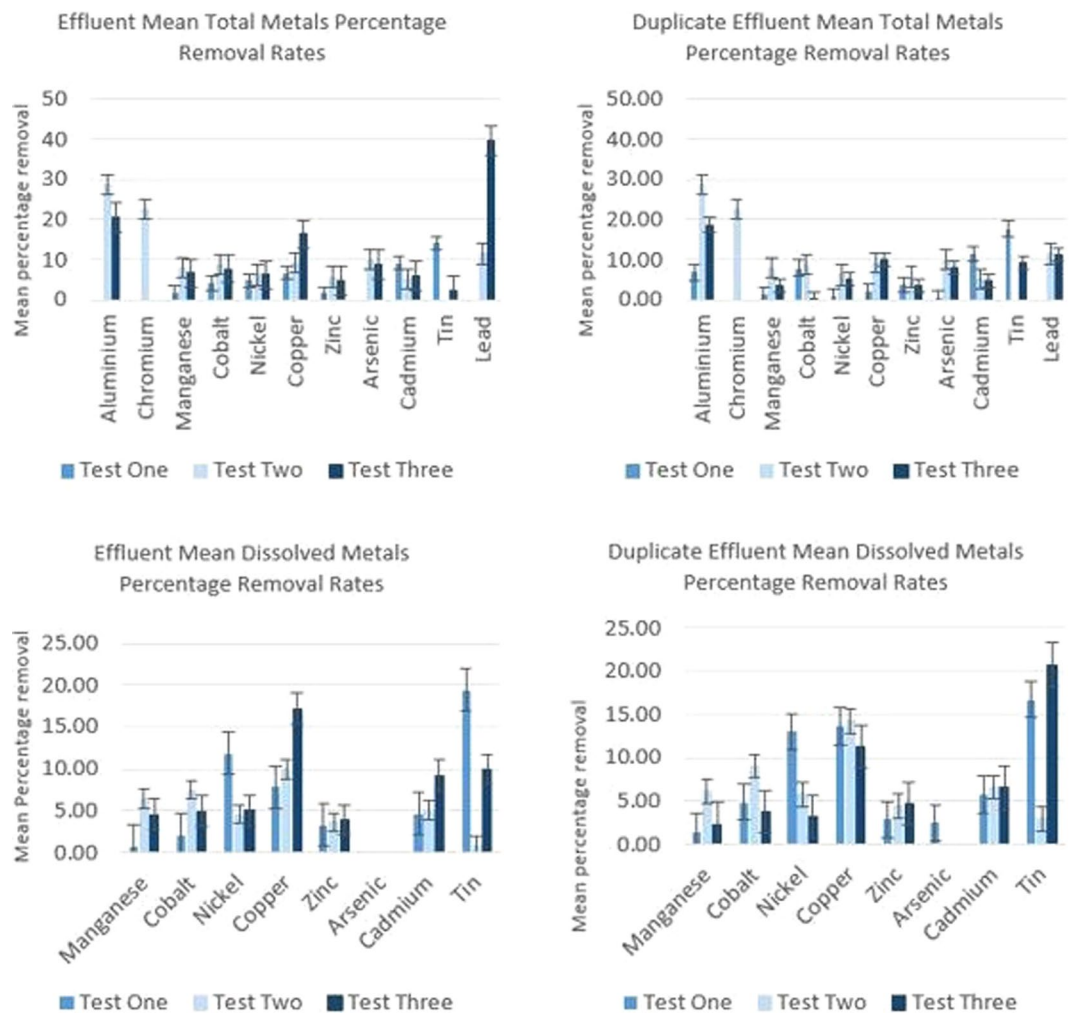 Effluent Mean Total Metals Percentage
Removal Rates
Mean percentage removal
50
40
30
20
10
0
Aluminium
Chromium
Manganese
Cobalt
Nickel
Copper
Zinc
Arsenic
Cadmium
Tin
Lead
Test One Test Two Test Three
Duplicate Effluent Mean Total Metals
Percentage Removal Rates
Mean percentage removal
50.00
40.00
30.00
20.00
10.00
0.00
Aluminium
Chromium
Manganese
Cobalt
Nickel
Copper
Zinc
Arsenic
Cadmium
Tin
Lead
Test One Test Two Test Three
Effluent Mean Dissolved Metals
Percentage Removal Rates
Mean Percentage removal
25.00
20.00
15.00
10.00
5.00
0.00
Manganese
Cobalt
Nickel
Copper
Zinc
Arsenic
Cadmium
Tin
Test One Test Two Test Three
Duplicate Effluent Mean Dissolved Metals
Percentage Removal Rates
Mean percentage removal
25.00
20.00
15.00
10.00
5.00
0.00
Manganese
Cobalt
Nickel
Copper
Zinc
Arsenic
Cadmium
Tin
Test One Test Two Test Three